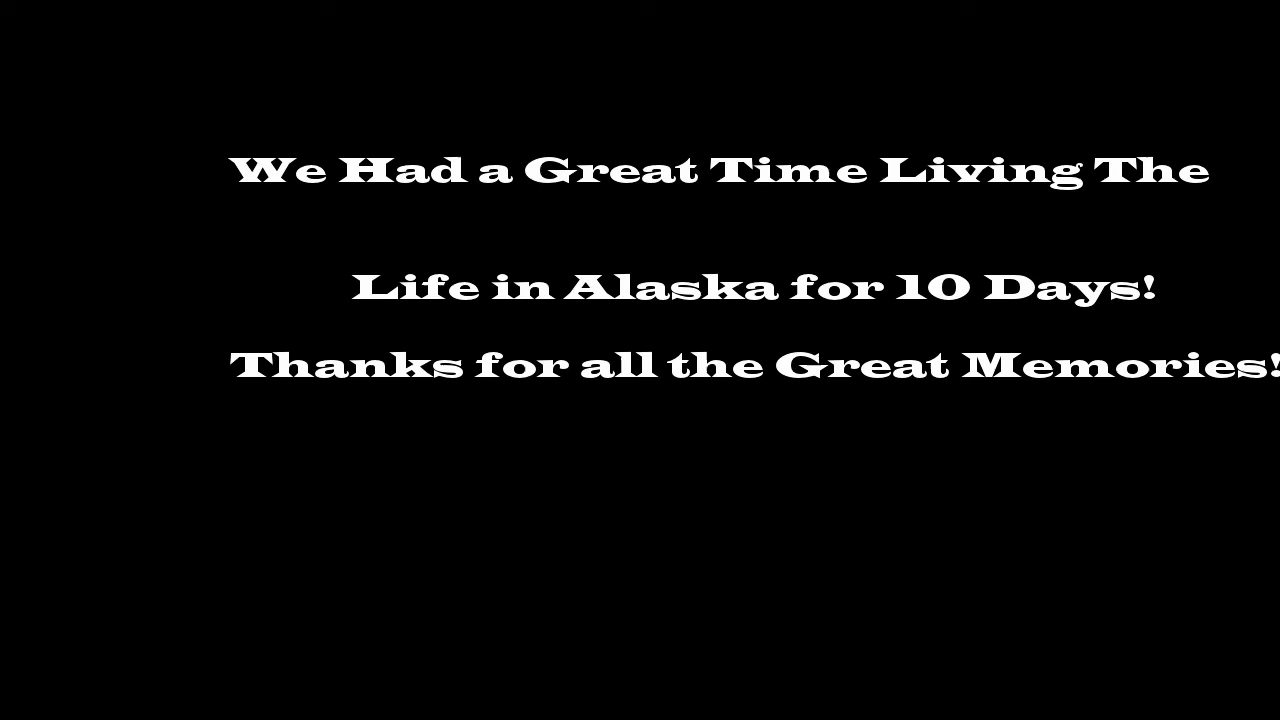 We Had a Great Time Living The
Life in Alaska for 10 Days!
Thanks for all the Great Memories!